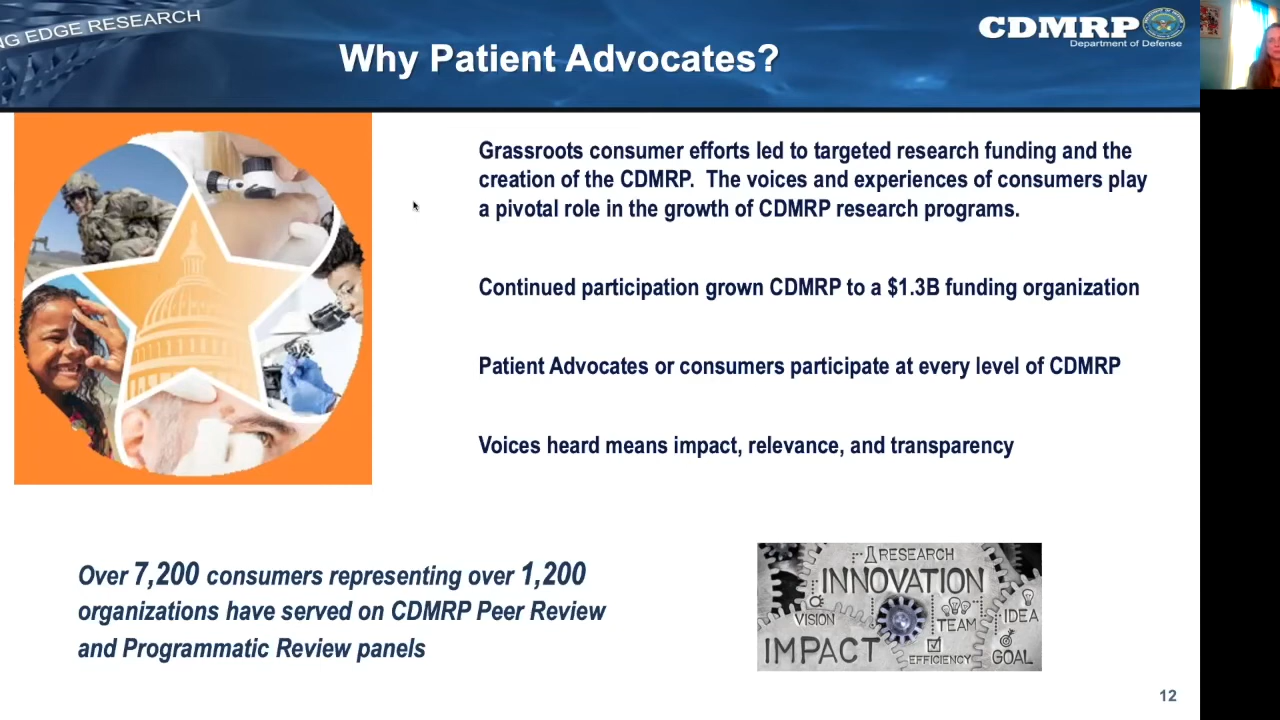 NG EDGE RESEARCH
CDMRP
Department of Defense
Why Patient Advocates?
Grassroots consumer efforts led to targeted research funding and the
creation of the CDMRP.  The voices and experiences of consumers play
a pivotal role in the growth of CDMRP research programs.
Continued participation grown CDMRP to a $1.3B funding organization
Patient Advocates or consumers participate at every level of CDMRP
Voices heard means impact, relevance, and transparency
Over 7,200 consumers representing over 1,200
organizations have served on CDMRP Peer Review
and Programmatic Review panels
RESEARCH
INNOVATION
VISION
TEAM
IDEA
IMPACT
EFFICIENCY
GOAL
12